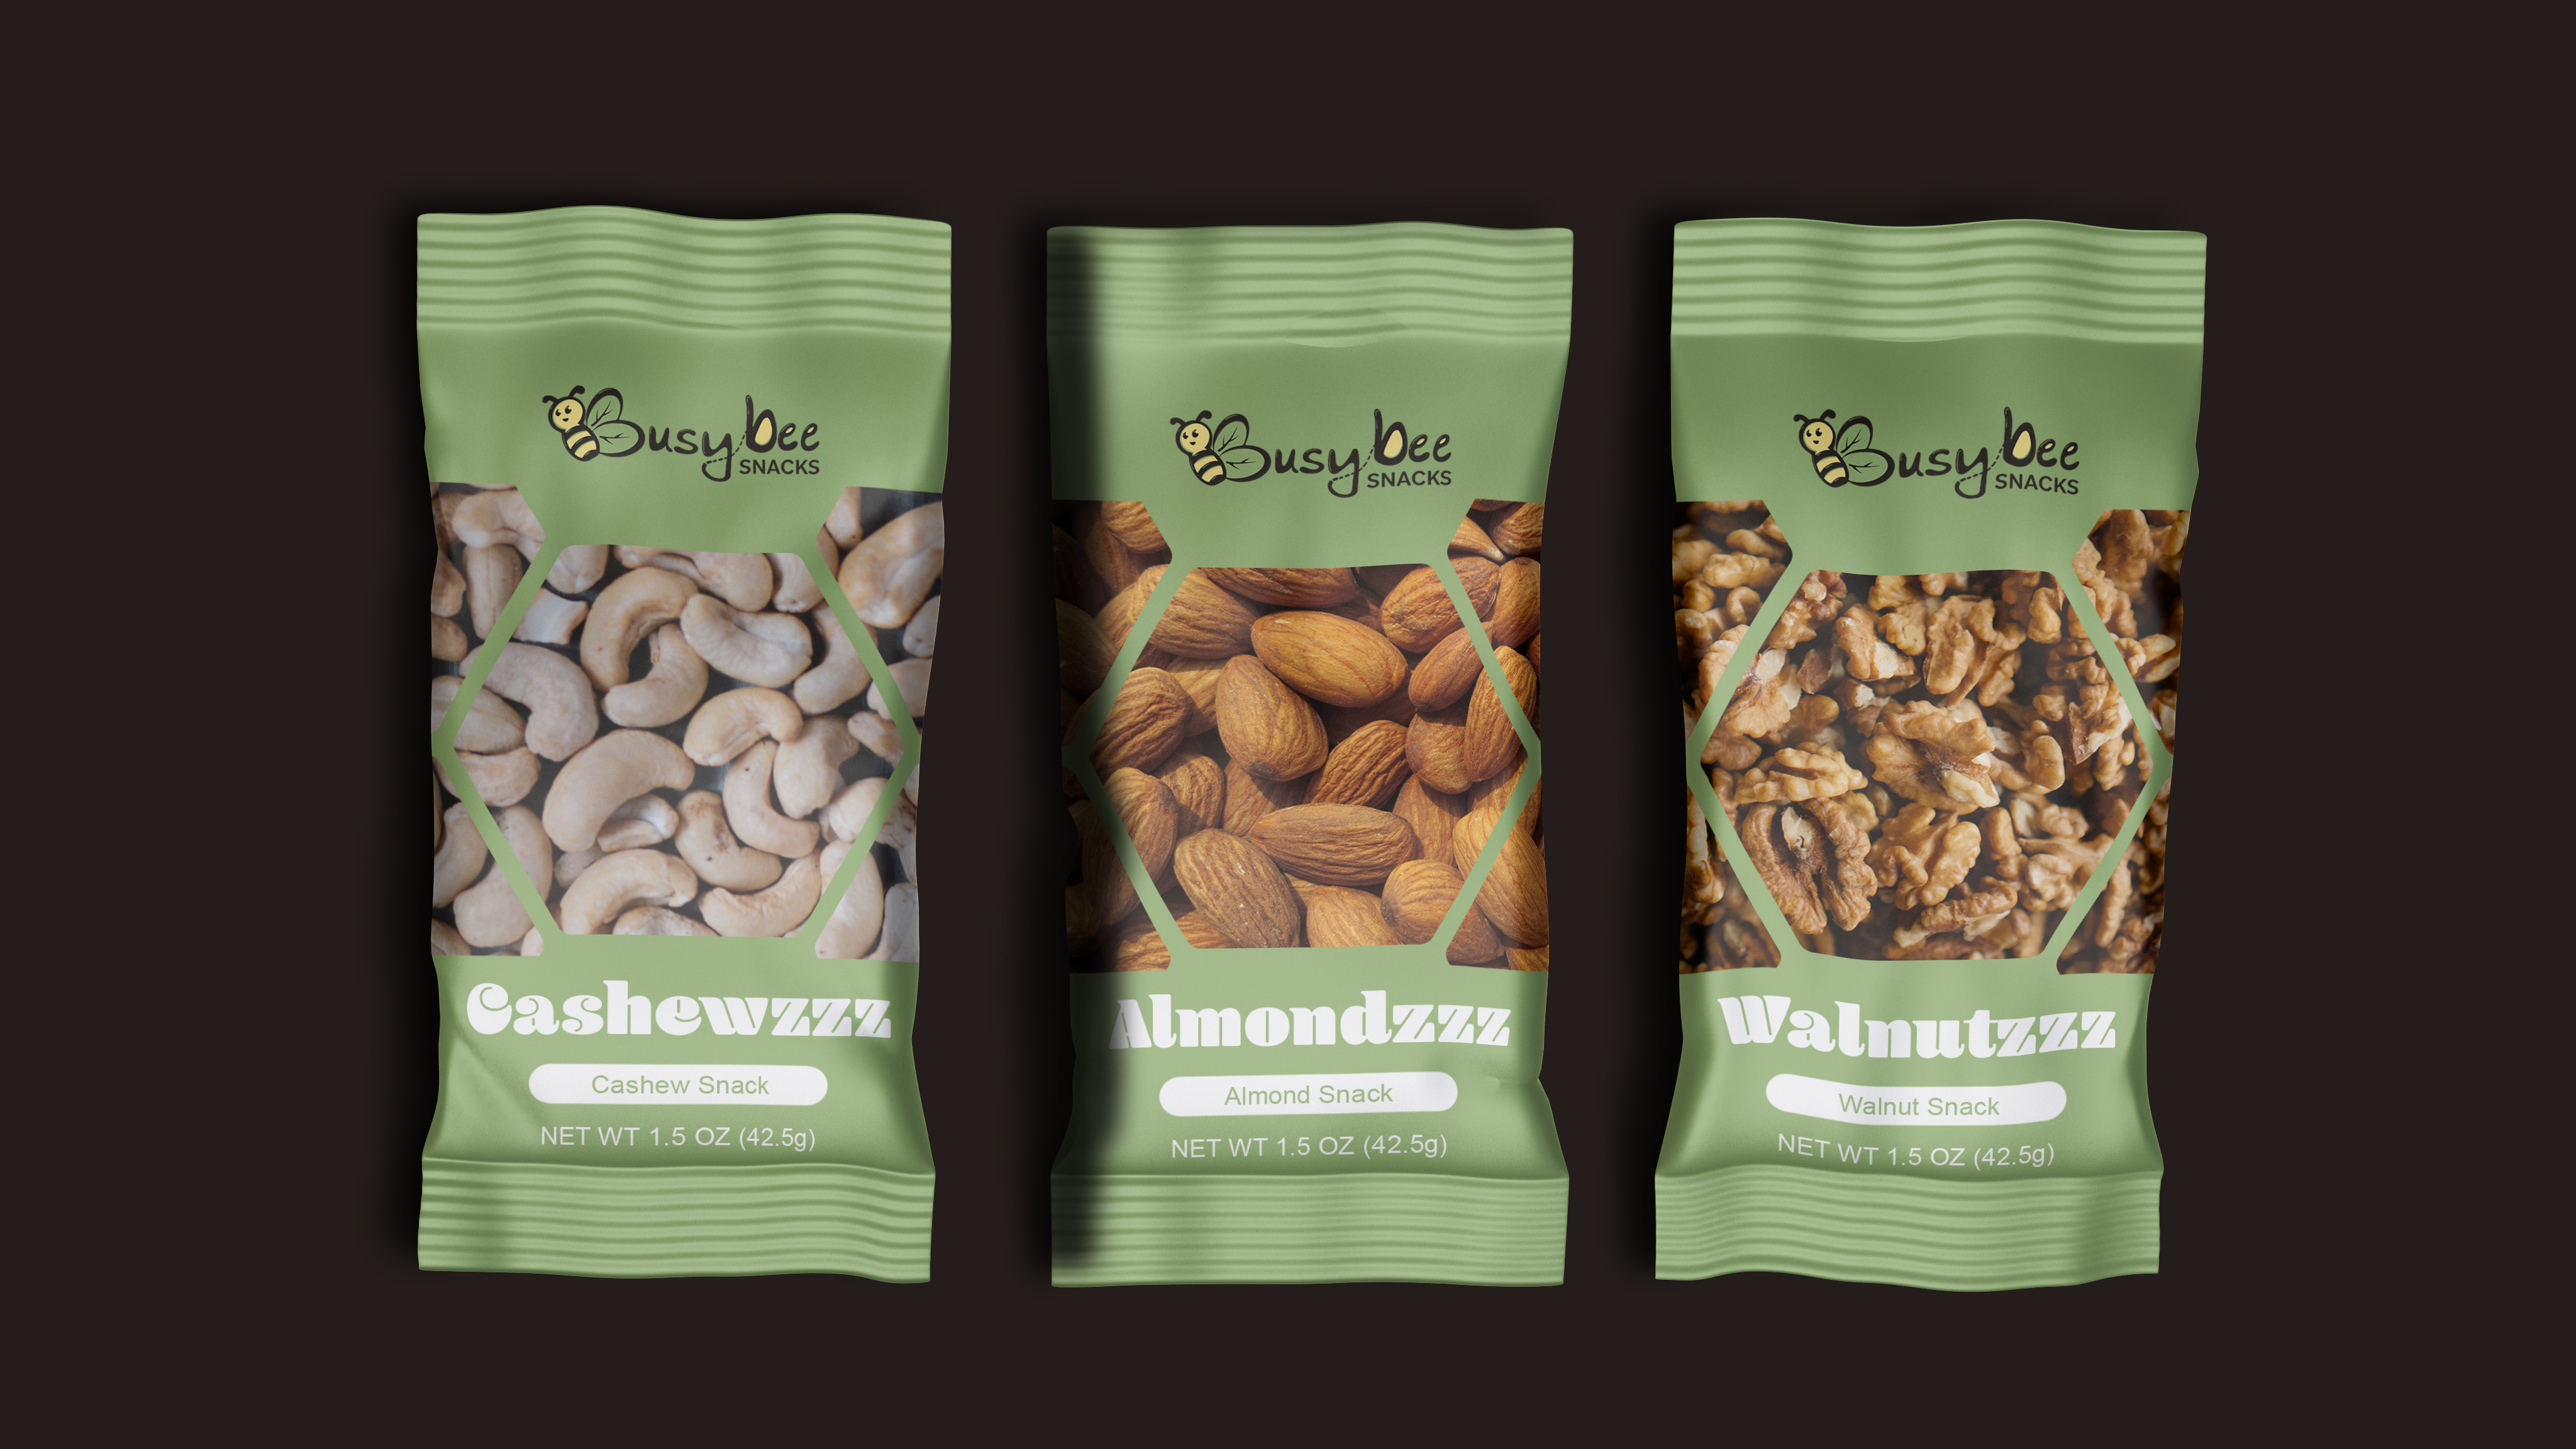 Busy bee
SNACKS
Cashewzzz
Cashew Snack
NET WT 1.5 OZ (42.5g)
Busy bee
SNACKS
Almondzzz
Almond Snack
NET WT 1.5 OZ (42.5g)
Busy bee
SNACKS
Walnutzzz
Walnut Snack
NET WT 1.5 OZ (42.5g)